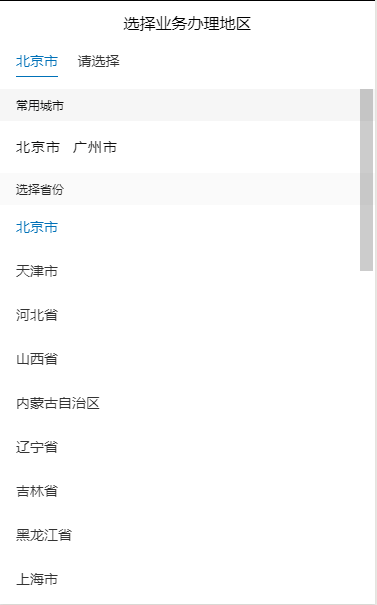 选择业务办理地区
北京市 请选择
常用城市
北京市 广州市
选择省份
北京市
天津市
河北省
山西省
内蒙古自治区
辽宁省
吉林省
黑龙江省
上海市